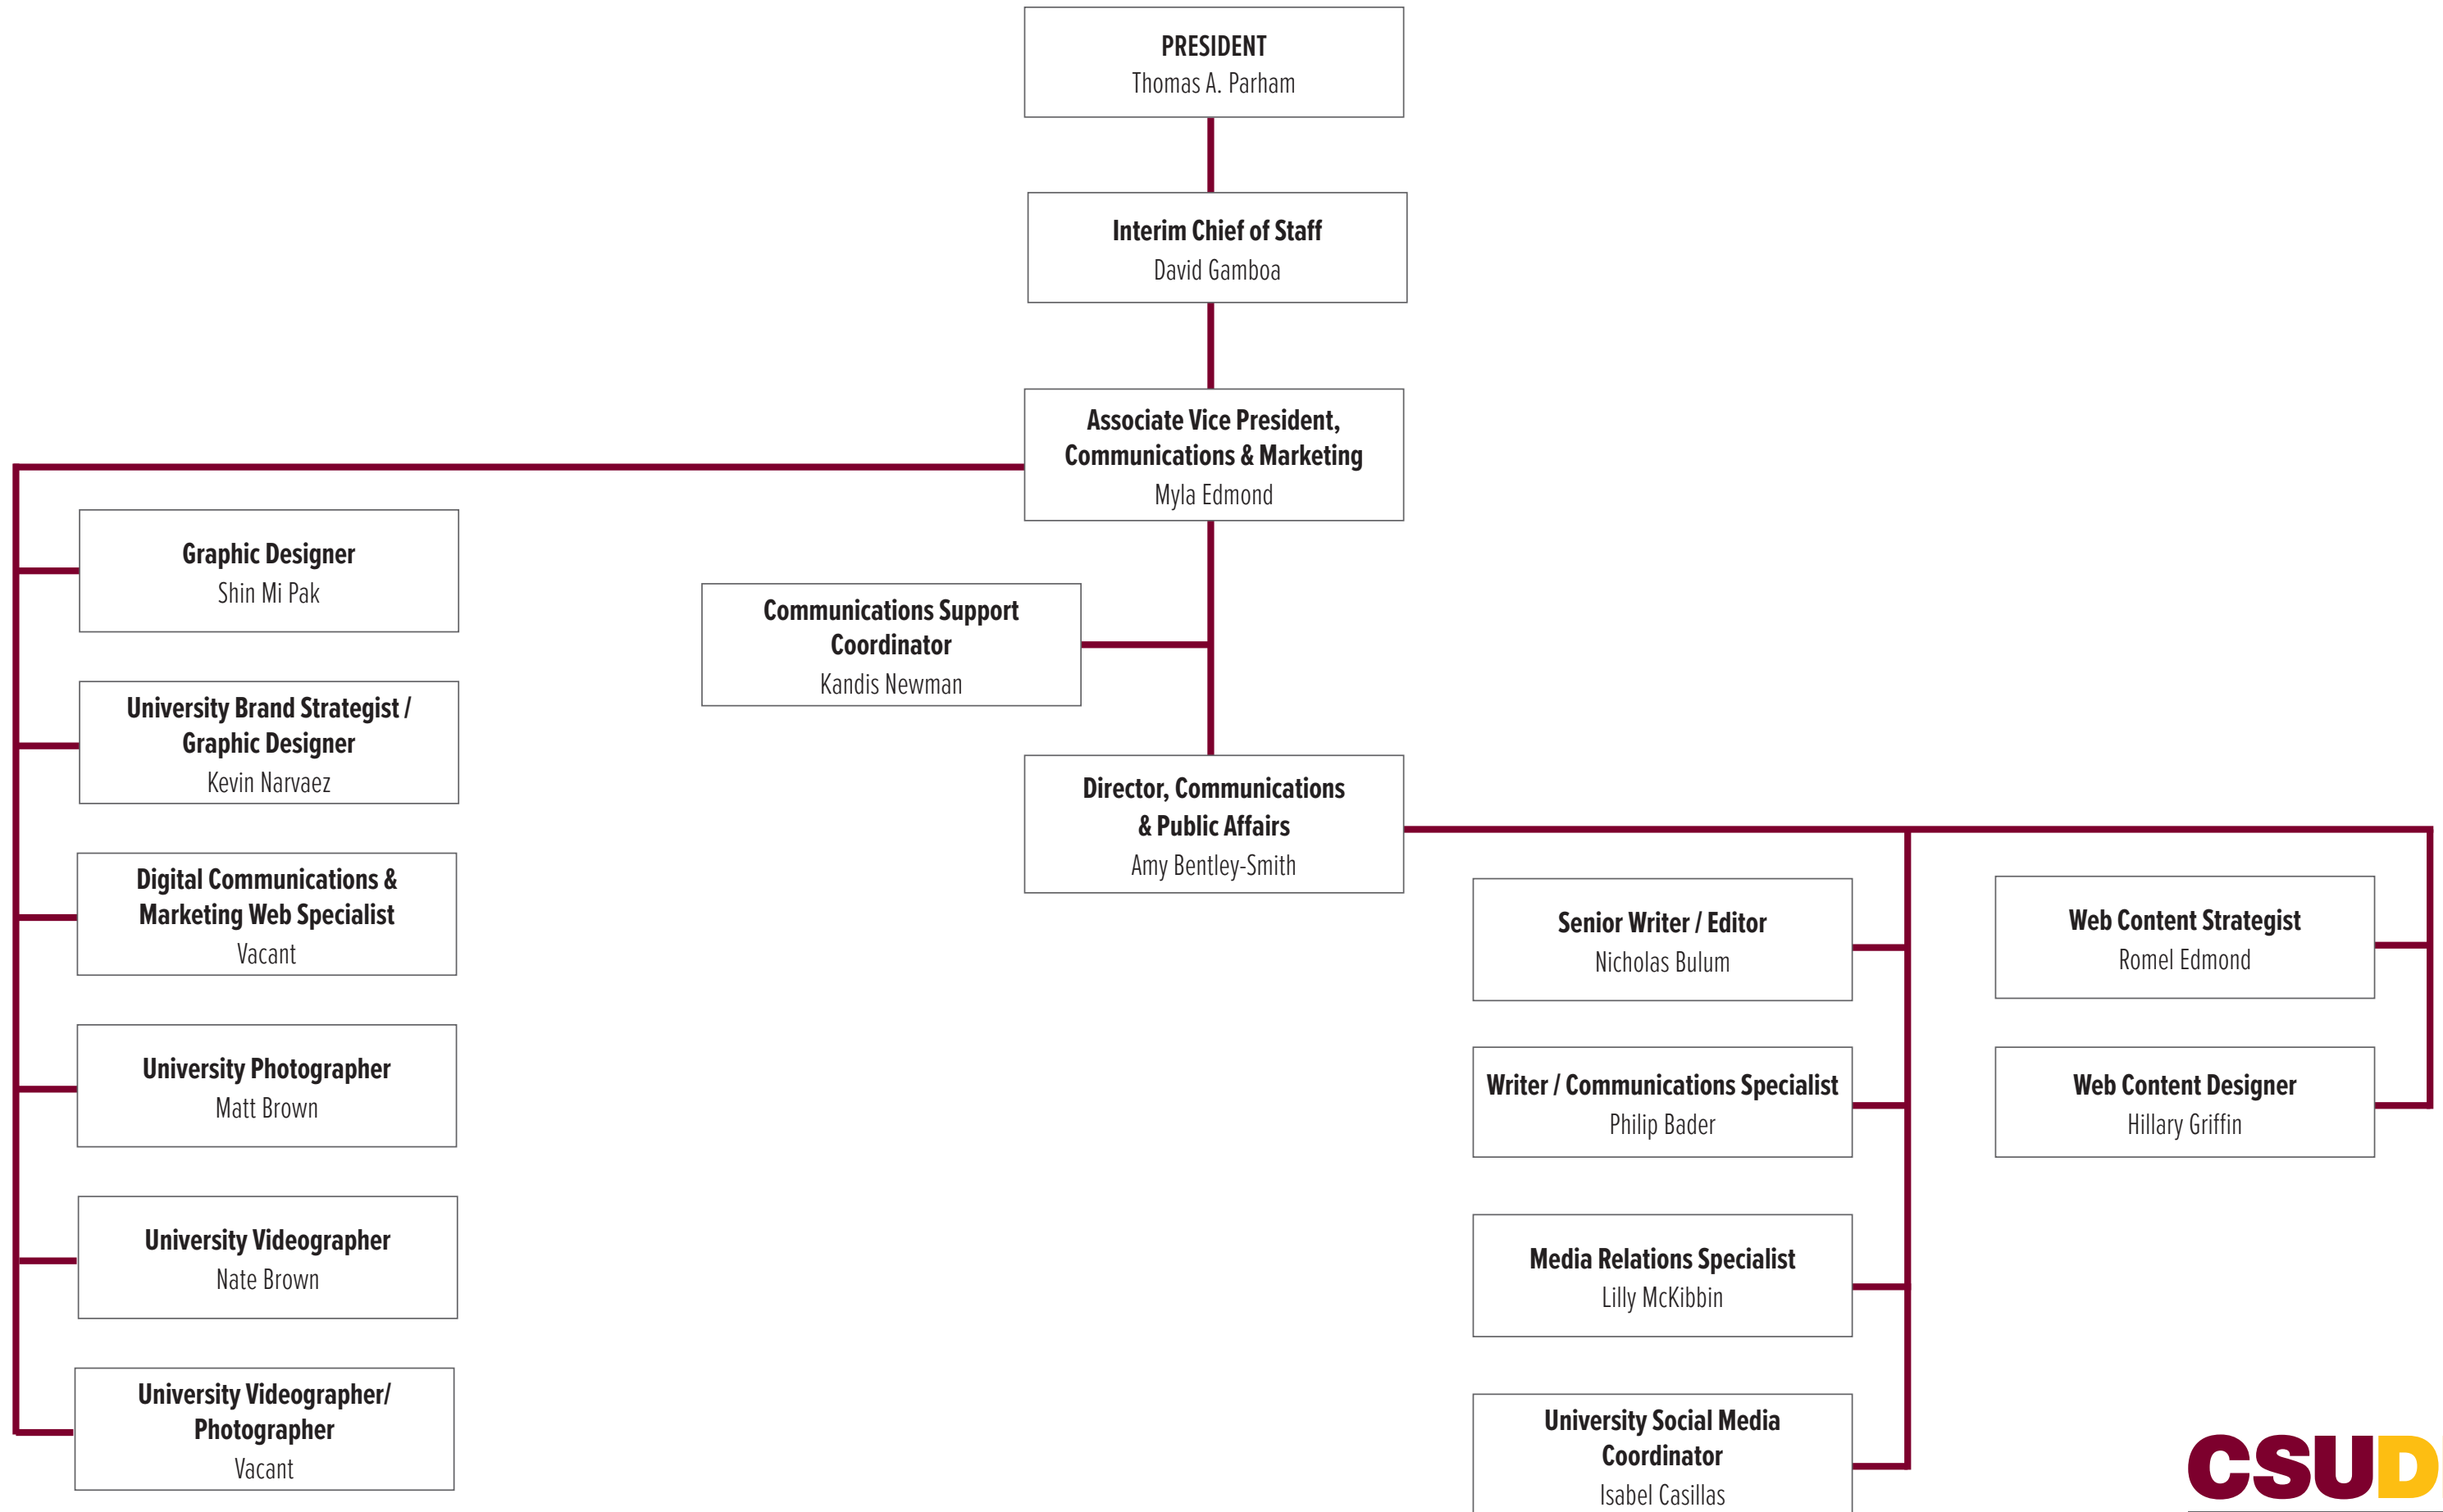 PRESIDENT
Thomas A. Parham
Interim Chief of Staff
David Gamboa
Associate Vice President,
Communications & Marketing
Myla Edmond
Graphic Designer
Shin Mi Pak
University Brand Strategist /
Graphic Designer
Kevin Narvaez
Digital Communications &
Marketing Web Specialist
Vacant
University Photographer
Matt Brown
University Videographer
Nate Brown
University Videographer/
Photographer
Vacant
Communications Support
Coordinator
Kandis Newman
Director, Communications
& Public Affairs
Amy Bentley-Smith
Senior Writer / Editor
Nicholas Bulum
Writer / Communications Specialist
Philip Bader
Media Relations Specialist
Lilly McKibbin
University Social Media
Coordinator
Isabel Casillas
Web Content Strategist
Romel Edmond
Web Content Designer
Hillary Griffin
CSUD